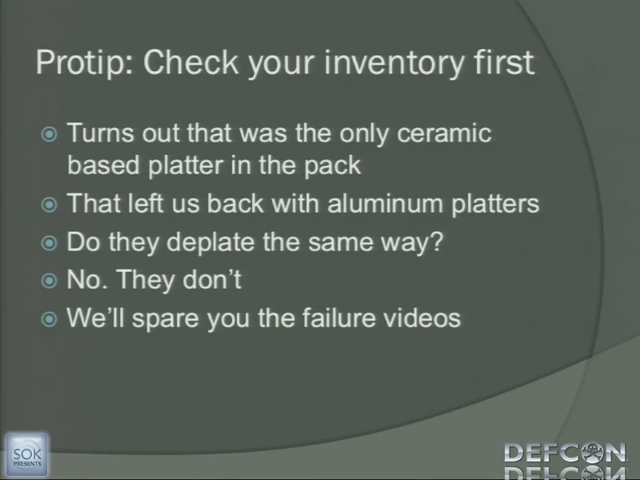 Protip: Check your inventory first
Turns out that was the only ceramic
based platter in the pack
That left us back with aluminum platters
Do they deplate the same way?
No. They don't
We'll spare you the failure videos
SOK
PRESENTS
DEFCON